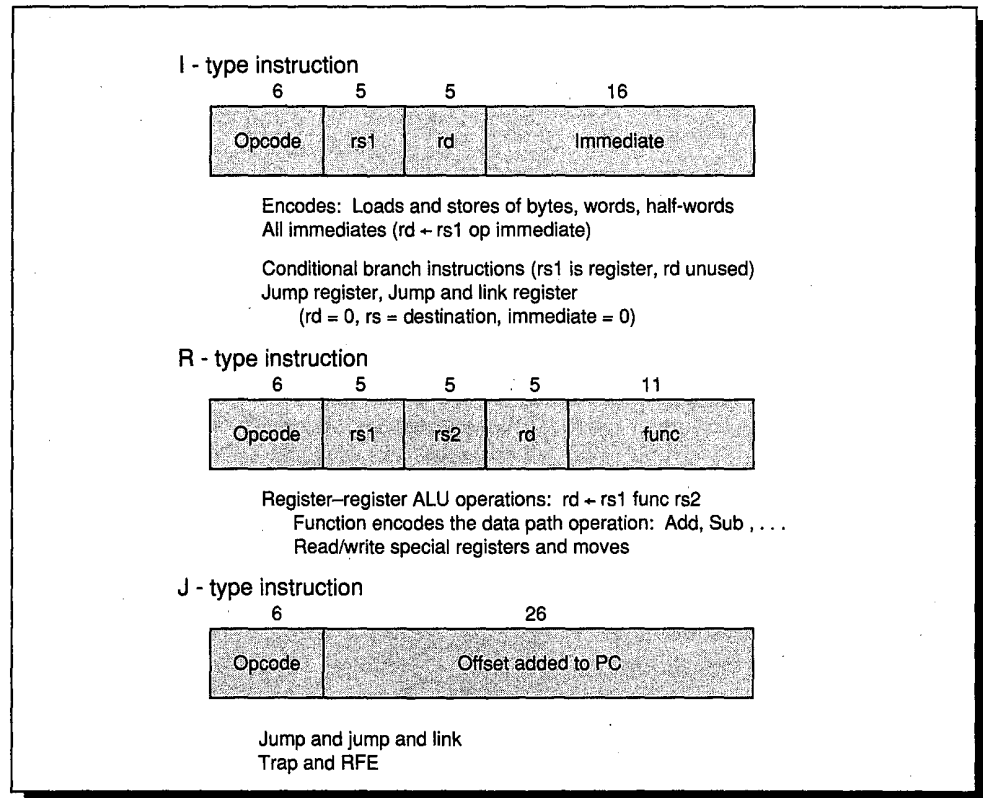 I - type instruction
6 5 5 16
Opcode rs1 rd Immediate
Encodes: Loads and stores of bytes, words, half-words
All immediates (rd ← rs1 op immediate)
Conditional branch instructions (rs1 is register, rd unused)
Jump register, Jump and link register
(rd = 0, rs = destination, immediate = 0)
R - type instruction
6 5 5 5 11
Opcode rs1 rs2 rd func
Register–register ALU operations: rd ← rs1 func rs2
Function encodes the data path operation: Add, Sub , . . .
Read/write special registers and moves
J - type instruction
6 26
Opcode Offset added to PC
Jump and jump and link
Trap and RFE